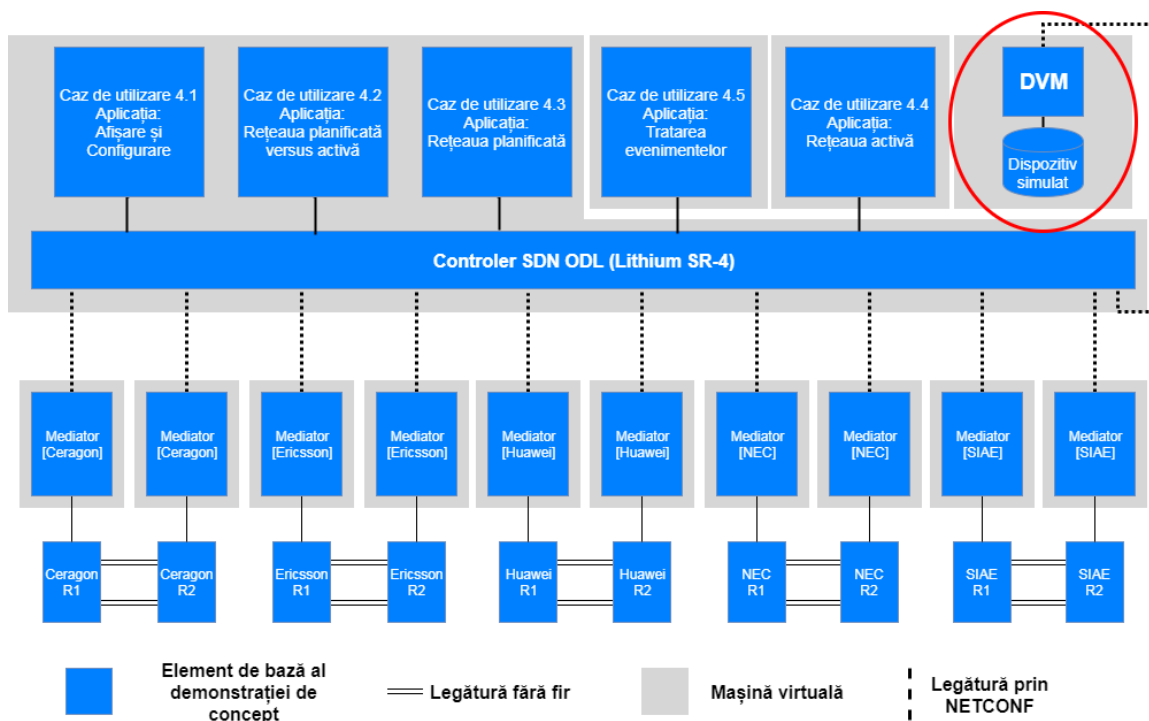 Caz de utilizare 4.1
Aplicația:
Afișare și
Configurare
Caz de utilizare 4.2
Aplicația:
Rețeaua planificată
versus activă
Caz de utilizare 4.3
Aplicația:
Rețeaua planificată
Caz de utilizare 4.5
Aplicația:
Tratarea
evenimentelor
Caz de utilizare 4.4
Aplicația:
Rețeaua activă
DVM
Dispozitiv
simulat
Controler SDN ODL (Lithium SR-4)
Mediator
[Ceragon]
Mediator
[Ceragon]
Mediator
[Ericsson]
Mediator
[Ericsson]
Mediator
[Huawei]
Mediator
[Huawei]
Mediator
[NEC]
Mediator
[NEC]
Mediator
[SIAE]
Mediator
[SIAE]
Ceragon
R1
Ceragon
R2
Ericsson
R1
Ericsson
R2
Huawei
R1
Huawei
R2
NEC
R1
NEC
R2
SIAE
R1
SIAE
R2
Element de bază al
demonstrației de
concept
Legătură fără fir
Mașină virtuală
Legătură prin
NETCONF